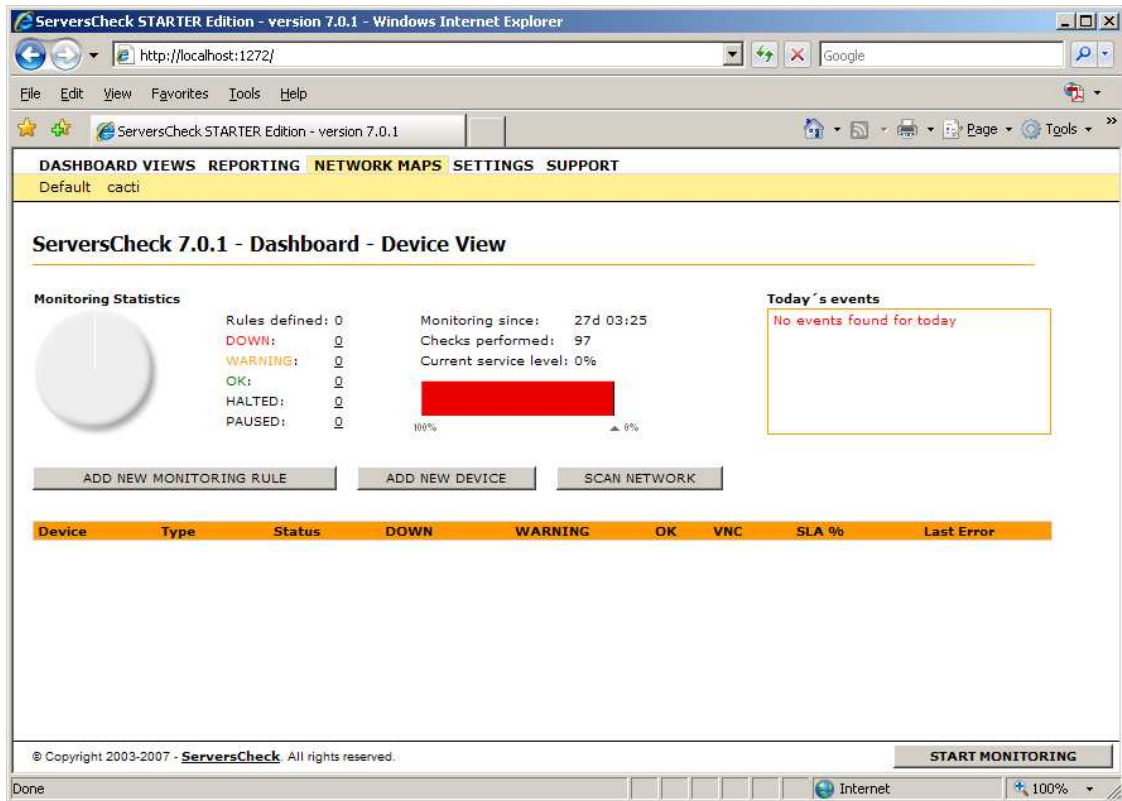 ServersCheck STARTER Edition - version 7.0.1 - Windows Internet Explorer
http://localhost:1272/
Google
File Edit View Favorites Tools Help
ServersCheck STARTER Edition - version 7.0.1
Page Tools »
DASHBOARD VIEWS REPORTING NETWORK MAPS SETTINGS SUPPORT
Default cacti
ServersCheck 7.0.1 - Dashboard - Device View
Monitoring Statistics
Rules defined: 0
DOWN: 0
WARNING: 0
OK: 0
HALTED: 0
PAUSED: 0
Monitoring since: 27d 03:25
Checks performed: 97
Current service level: 0%
100% 0%
Today´s events
No events found for today
ADD NEW MONITORING RULE ADD NEW DEVICE SCAN NETWORK
Device Type Status DOWN WARNING OK VNC SLA % Last Error
© Copyright 2003-2007 - ServersCheck. All rights reserved.
START MONITORING
Done Internet 100%